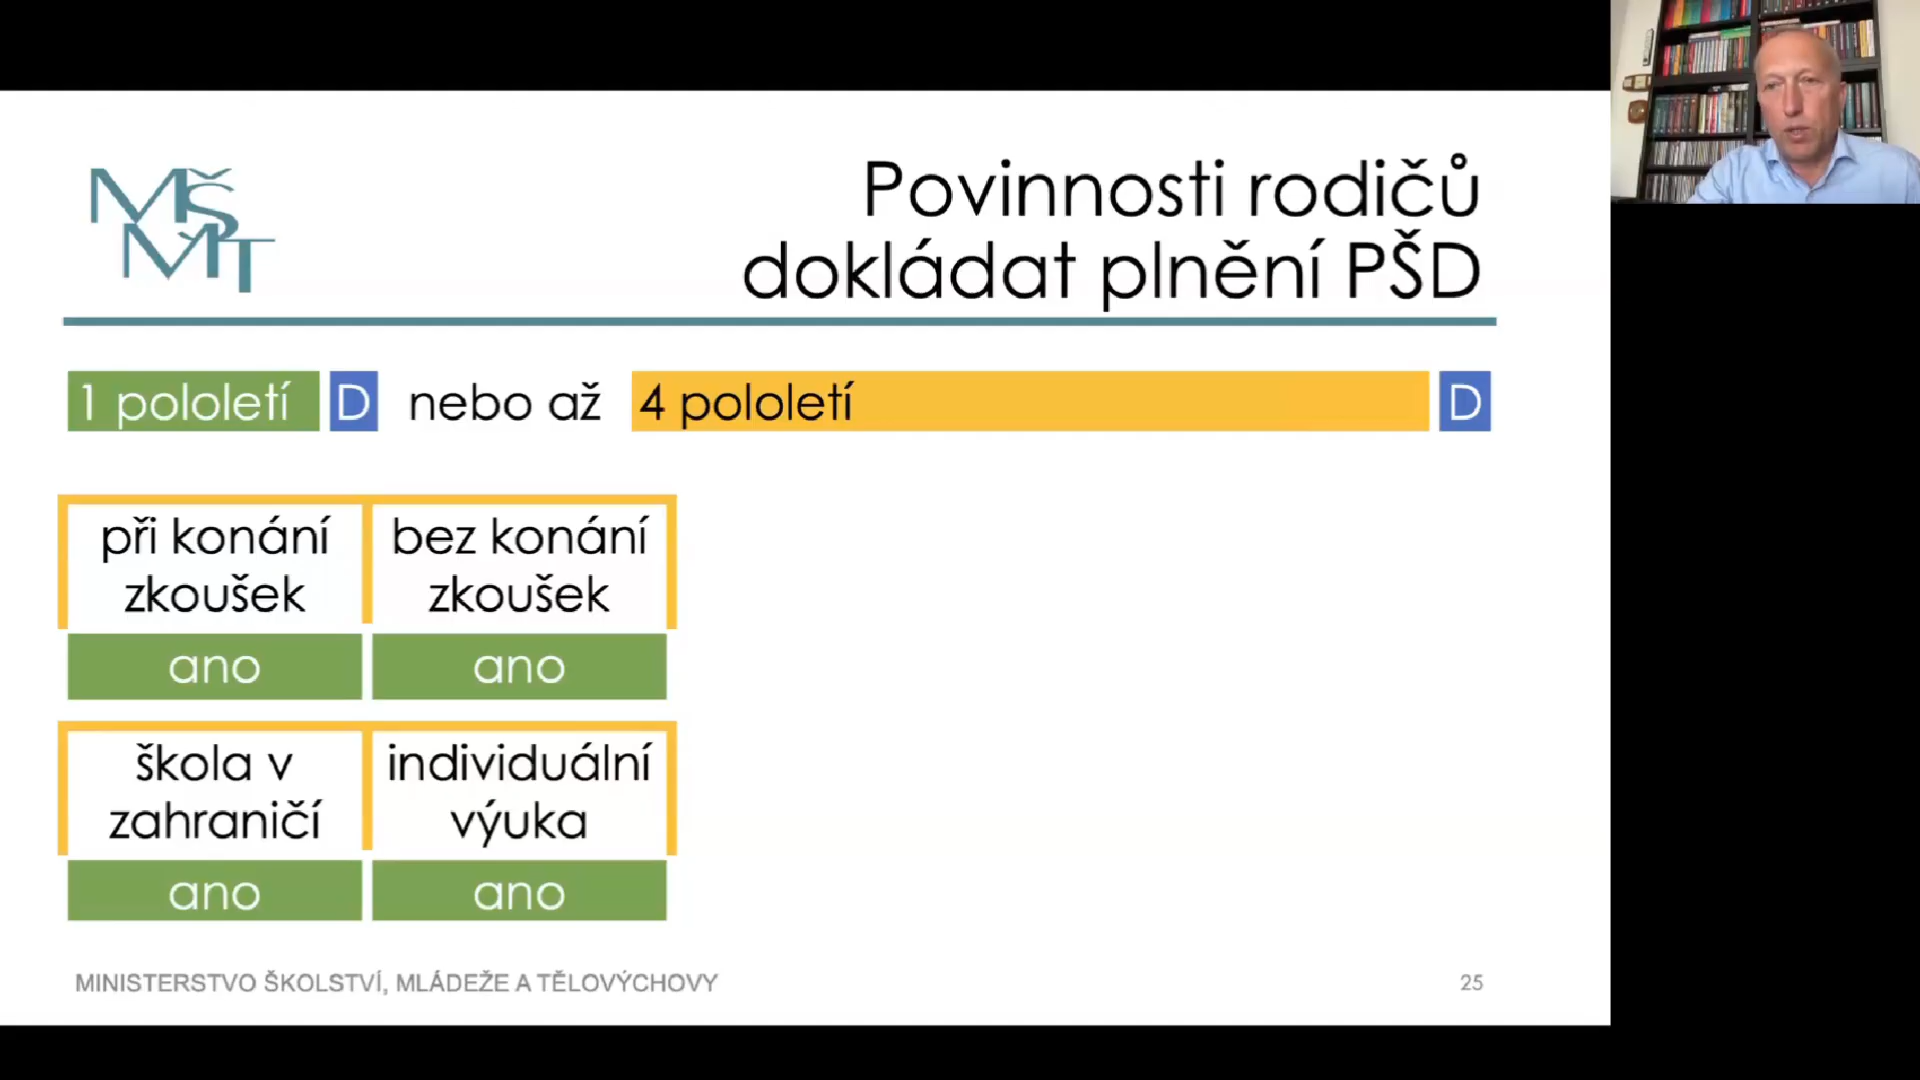 MŠMT
Povinnosti rodičů
dokládat plnění PŠD
1 pololetí D nebo až 4 pololetí D
při konání zkoušek
bez konání zkoušek
ano
ano
škola v zahraničí
individuální výuka
ano
ano
MINISTERSTVO ŠKOLSTVÍ, MLÁDEŽE A TĚLOVÝCHOVY
25